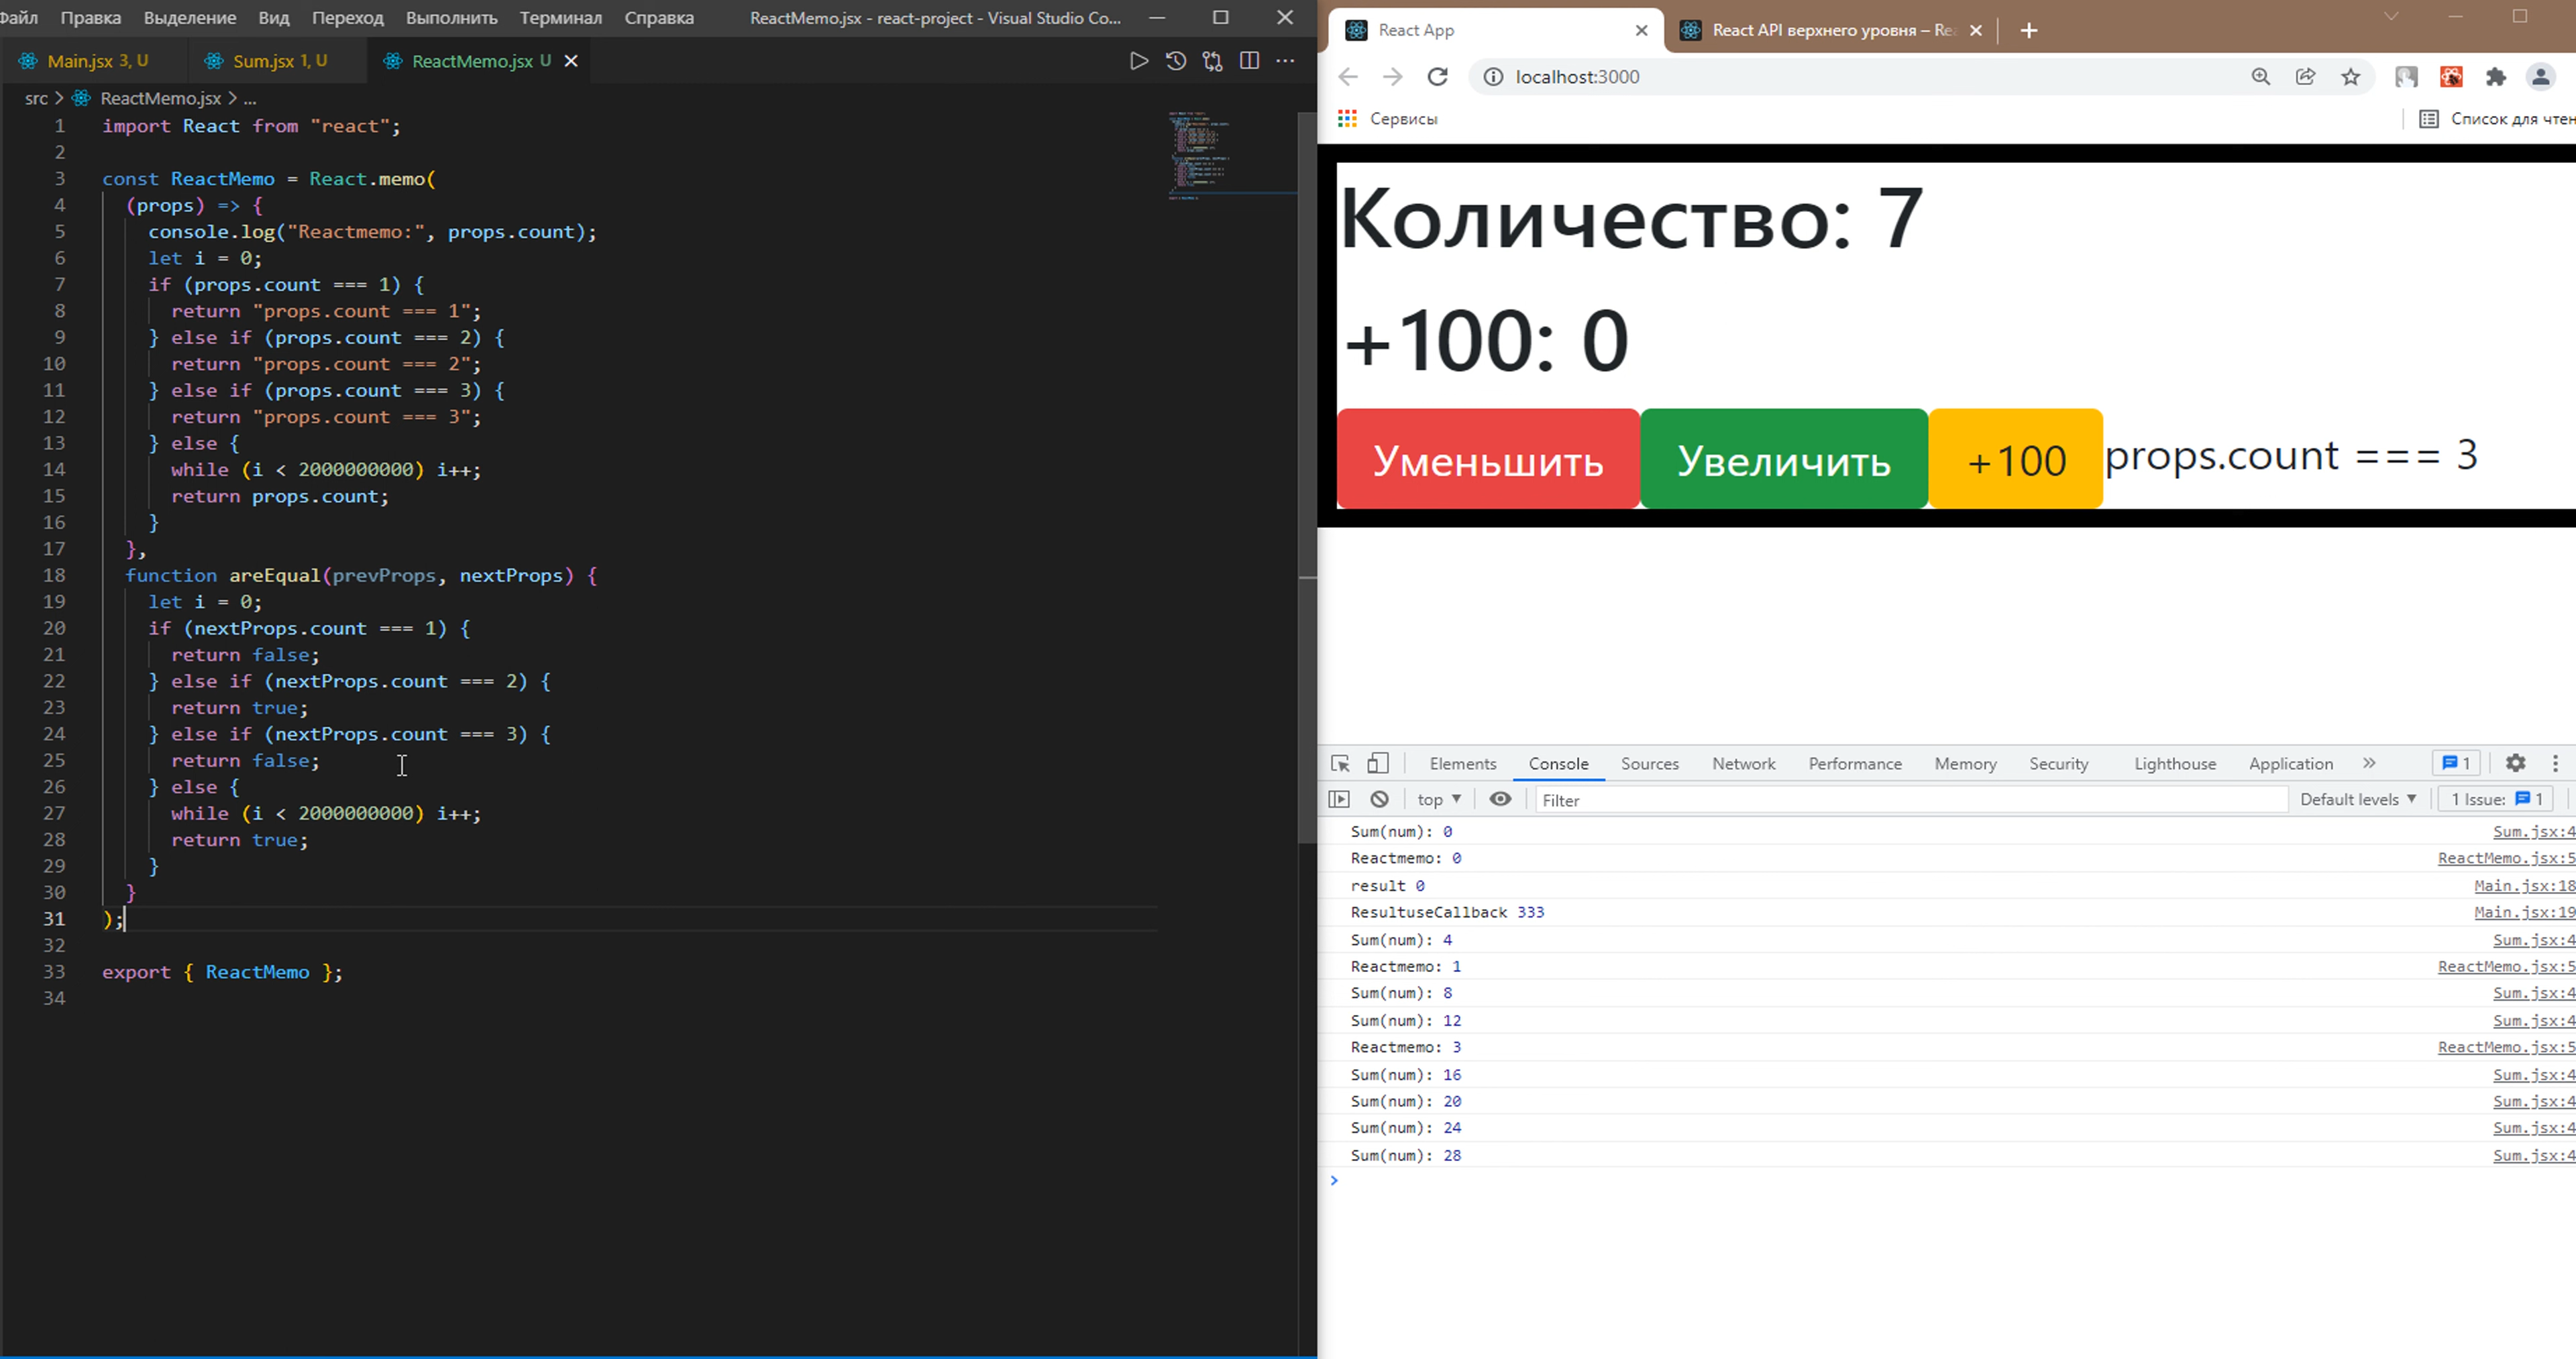 Файл Правка Выделение Вид Переход Выполнить Терминал Справка ReactMemo.jsx - react-project - Visual Studio Co...
Main.jsx 3, U Sum.jsx 1, U ReactMemo.jsx U
src > ReactMemo.jsx > ...
1 import React from "react";
2
3 const ReactMemo = React.memo(
4 (props) => {
5 console.log("Reactmemo:", props.count);
6 let i = 0;
7 if (props.count === 1) {
8 return "props.count === 1";
9 } else if (props.count === 2) {
10 return "props.count === 2";
11 } else if (props.count === 3) {
12 return "props.count === 3";
13 } else {
14 while (i < 2000000000) i++;
15 return props.count;
16 }
17 },
18 function areEqual(prevProps, nextProps) {
19 let i = 0;
20 if (nextProps.count === 1) {
21 return false;
22 } else if (nextProps.count === 2) {
23 return true;
24 } else if (nextProps.count === 3) {
25 return false;
26 } else {
27 while (i < 2000000000) i++;
28 return true;
29 }
30 }
31 );
32
33 export { ReactMemo };
34
React App React API верхнего уровня – Re
localhost:3000
Сервисы Список для чтен
Количество: 7
+100: 0
Уменьшить Увеличить +100 props.count === 3
Elements Console Sources Network Performance Memory Security Lighthouse Application » 1
top Filter Default levels 1 Issue: 1
Sum(num): 0 Sum.jsx:4
Reactmemo: 0 ReactMemo.jsx:5
result 0 Main.jsx:18
ResultuseCallback 333 Main.jsx:19
Sum(num): 4 Sum.jsx:4
Reactmemo: 1 ReactMemo.jsx:5
Sum(num): 8 Sum.jsx:4
Sum(num): 12 Sum.jsx:4
Reactmemo: 3 ReactMemo.jsx:5
Sum(num): 16 Sum.jsx:4
Sum(num): 20 Sum.jsx:4
Sum(num): 24 Sum.jsx:4
Sum(num): 28 Sum.jsx:4